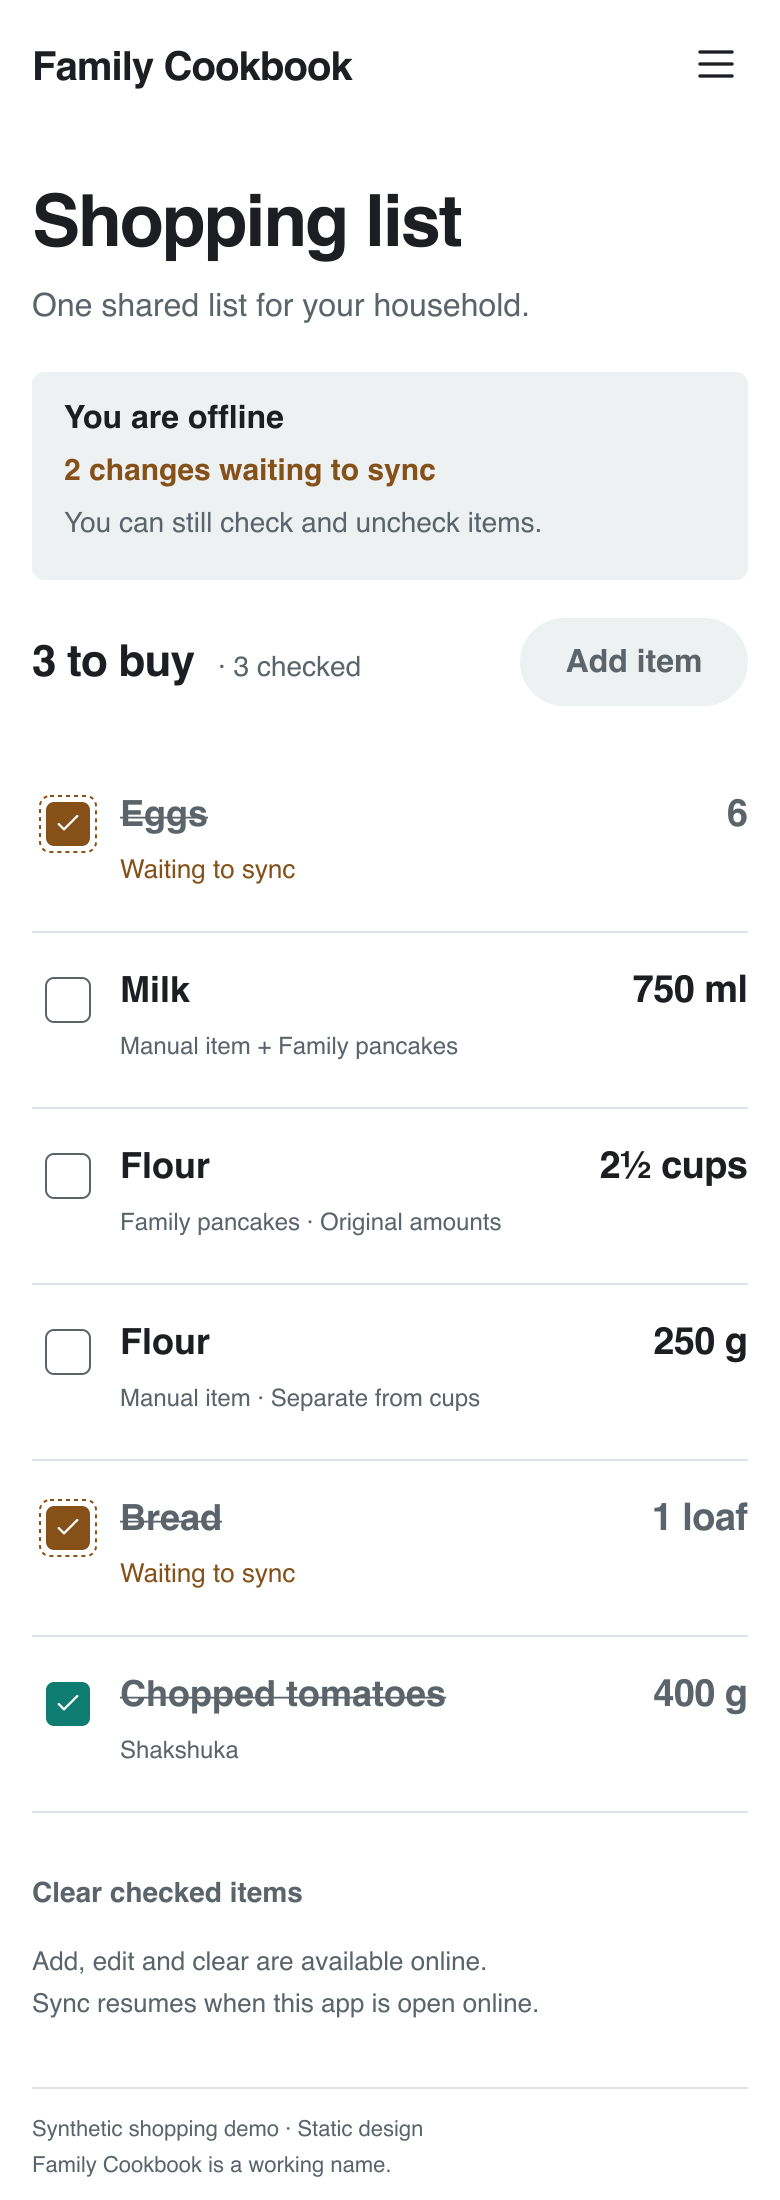 Family Cookbook
Shopping list
One shared list for your household.
You are offline
2 changes waiting to sync
You can still check and uncheck items.
3 to buy · 3 checked
Add item
Eggs 6
Waiting to sync
Milk 750 ml
Manual item + Family pancakes
Flour 2½ cups
Family pancakes · Original amounts
Flour 250 g
Manual item · Separate from cups
Bread 1 loaf
Waiting to sync
Chopped tomatoes 400 g
Shakshuka
Clear checked items
Add, edit and clear are available online.
Sync resumes when this app is open online.
Synthetic shopping demo · Static design
Family Cookbook is a working name.